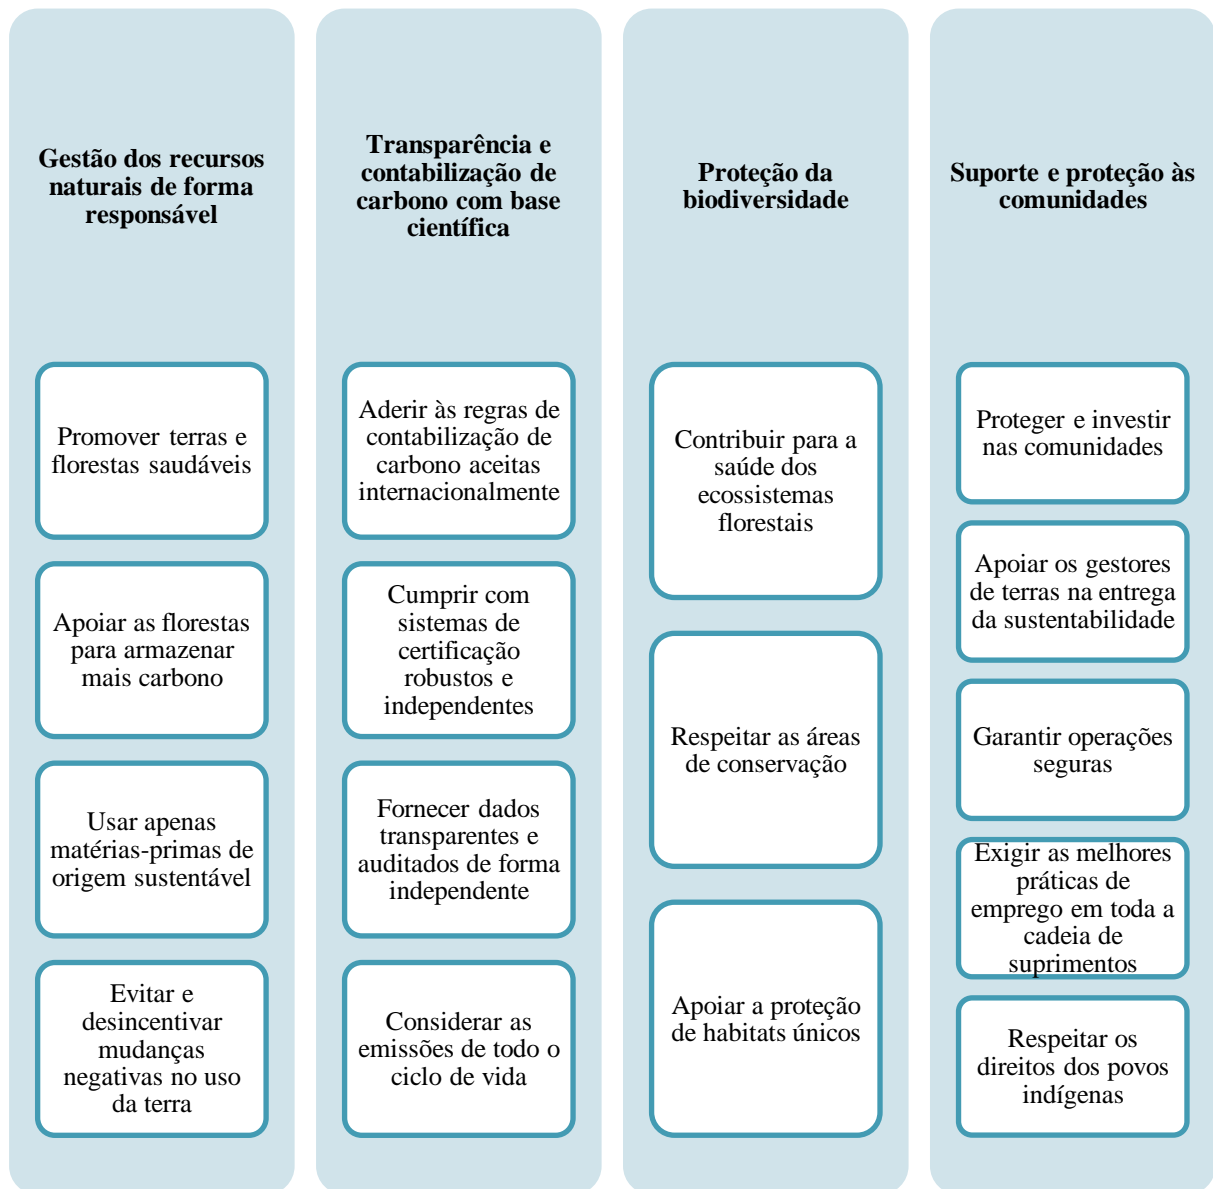 Gestão dos recursos
naturais de forma
responsável
Promover terras e
florestas saudáveis
Apoiar as florestas
para armazenar
mais carbono
Usar apenas
matérias-primas de
origem sustentável
Evitar e
desincentivar
mudanças
negativas no uso
da terra
Transparência e
contabilização de
carbono com base
científica
Aderir às regras de
contabilização de
carbono aceitas
internacionalmente
Cumprir com
sistemas de
certificação
robustos e
independentes
Fornecer dados
transparentes e
auditados de forma
independente
Considerar as
emissões de todo o
ciclo de vida
Proteção da
biodiversidade
Contribuir para a
saúde dos
ecossistemas
florestais
Respeitar as áreas
de conservação
Apoiar a proteção
de habitats únicos
Suporte e proteção às
comunidades
Proteger e investir
nas comunidades
Apoiar os gestores
de terras na entrega
da sustentabilidade
Garantir operações
seguras
Exigir as melhores
práticas de
emprego em toda a
cadeia de
suprimentos
Respeitar os
direitos dos povos
indígenas